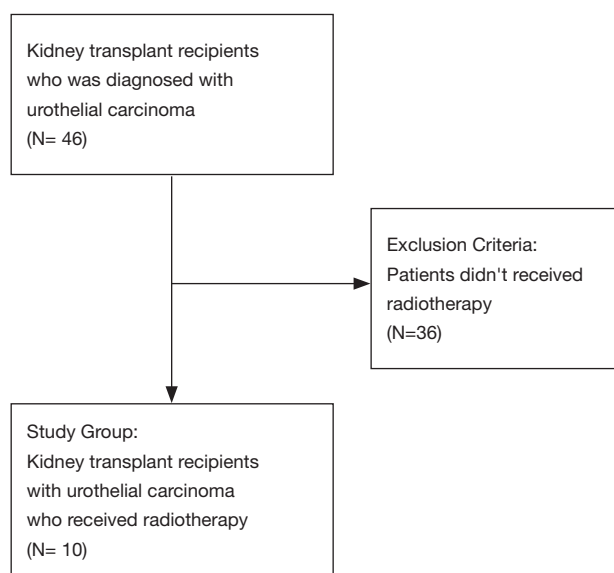 Kidney transplant recipients
who was diagnosed with
urothelial carcinoma
(N= 46)
Exclusion Criteria:
Patients didn't received
radiotherapy
(N=36)
Study Group:
Kidney transplant recipients
with urothelial carcinoma
who received radiotherapy
(N= 10)